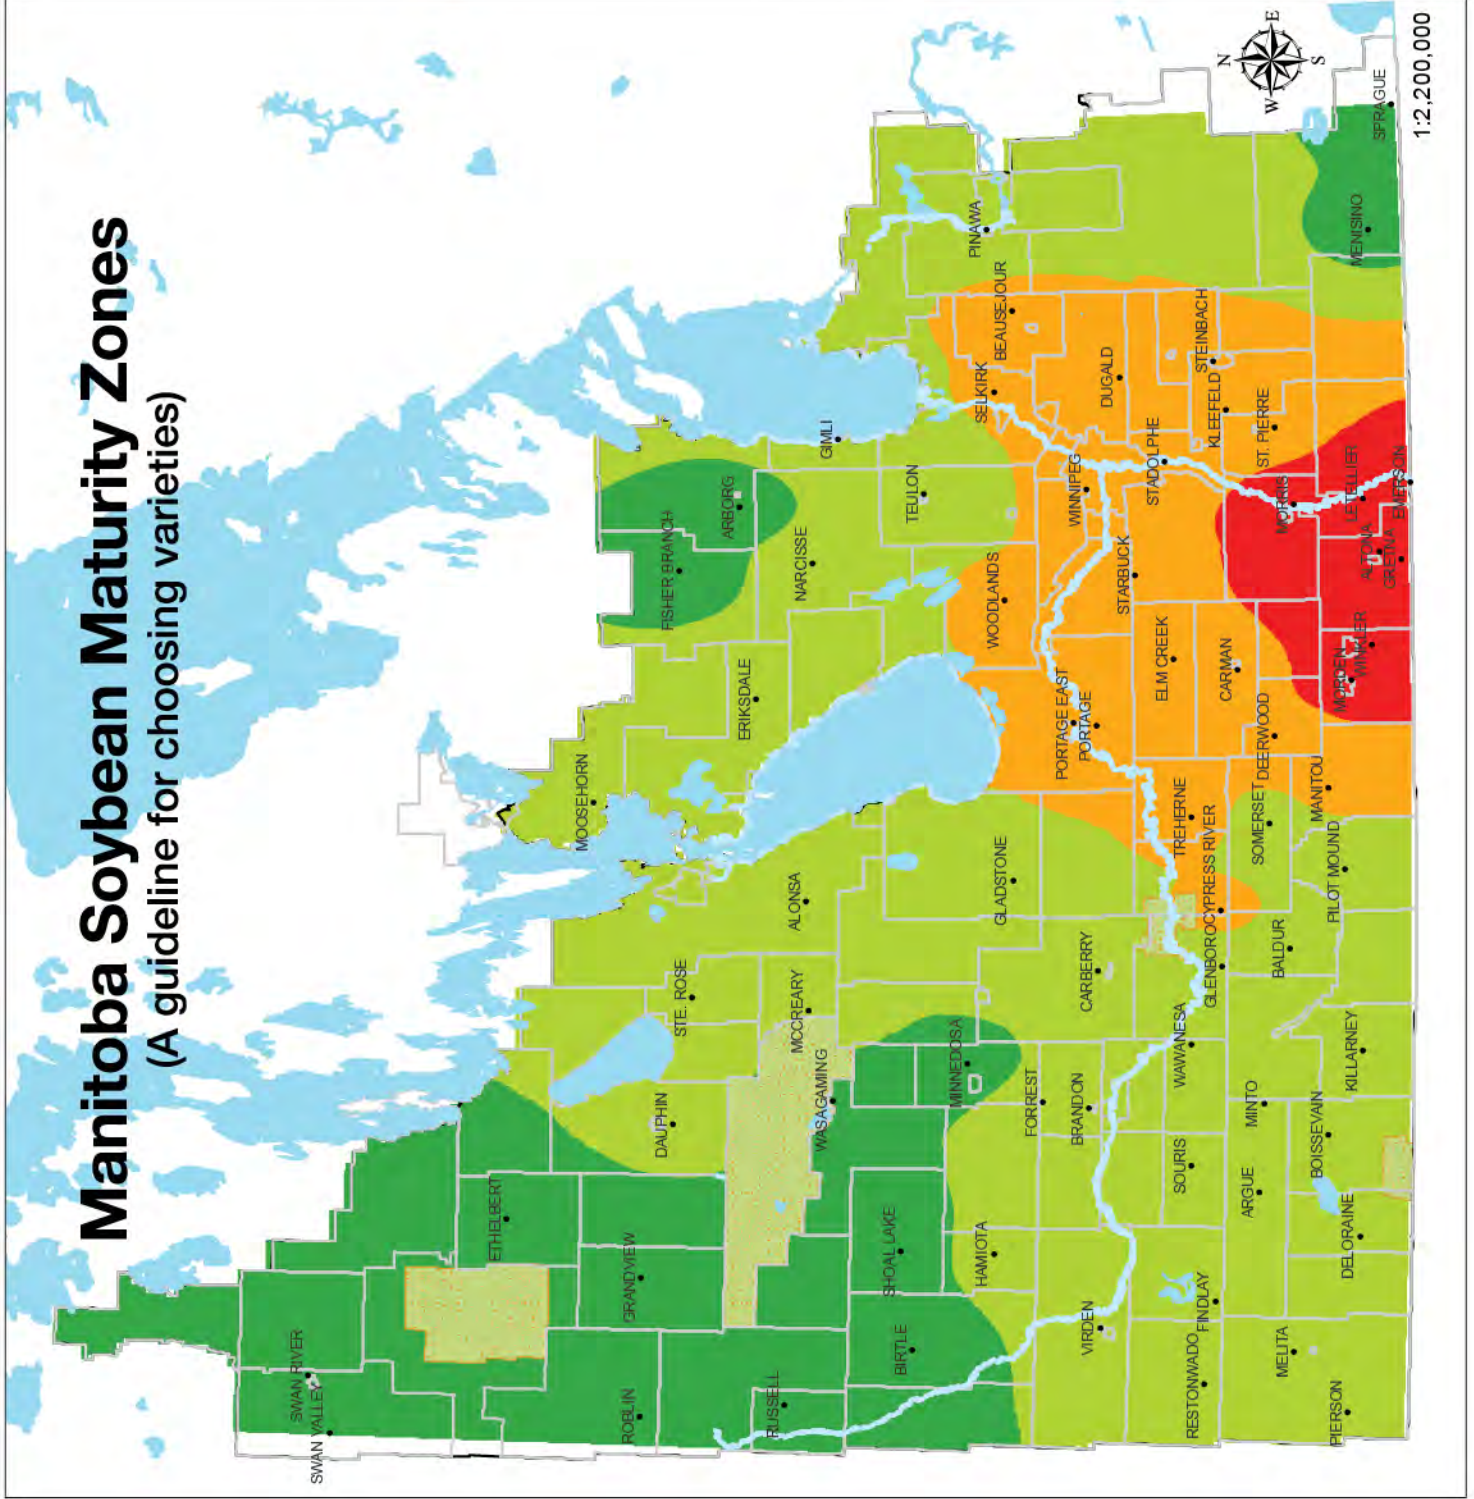 Manitoba Soybean Maturity Zones
(A guideline for choosing varieties)
SWAN RIVER
SWAN VALLEY
ETHELBERT
GRANDVIEW
ROBLIN
RUSSELL
DAUPHIN
STE. ROSE
MCCREARY
WASAGAMING
ALONSA
MOOSEHORN
ERIKSDALE
FISHER BRANCH
ARBORG
NARCISSE
GIMLI
TEULON
SHOAL LAKE
BIRTLE
HAMIOTA
MINNEDOSA
FORREST
BRANDON
CARBERRY
GLADSTONE
WOODLANDS
SELKIRK
BEAUSEJOUR
PINAWA
WINNIPEG
DUGALD
STADOLPHE
STARBUCK
PORTAGE EAST
PORTAGE
ELM CREEK
CARMAN
KLEEFELD
STEINBACH
ST. PIERRE
VIRDEN
SOURIS
WAWANESA
GLENBORO
CYPRESS RIVER
TREHERNE
SOMERSET
DEERWOOD
BALDUR
RESTONWADO
FINDLAY
ARGUE
MINTO
MELITA
PIERSON
DELORAINE
BOISSEVAIN
KILLARNEY
PILOT MOUND
MANITOU
MORDEN
WINKLER
MORRIS
LETELLIER
ALTONA
GRETNA
EMERSON
MENISINO
SPRAGUE
N
W
E
S
1:2,200,000